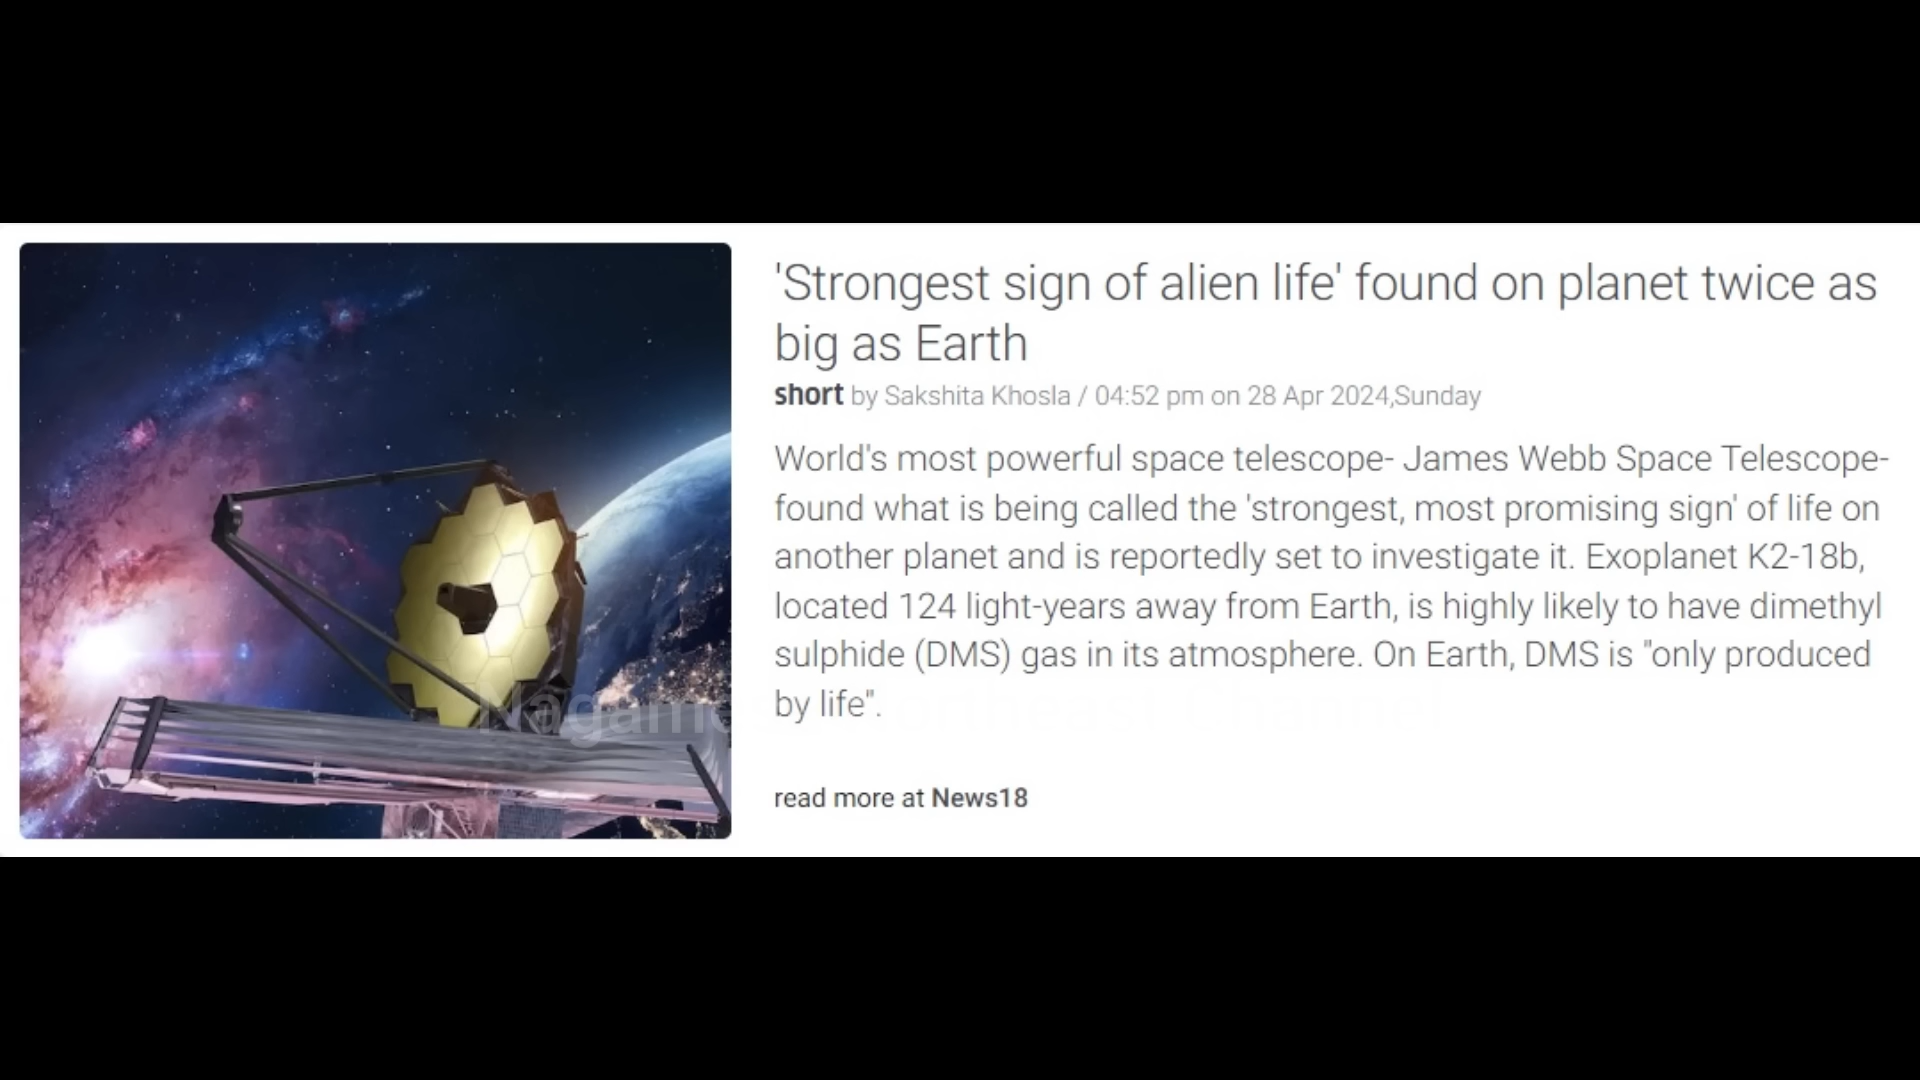 'Strongest sign of alien life' found on planet twice as
big as Earth
short by Sakshita Khosla / 04:52 pm on 28 Apr 2024,Sunday
World's most powerful space telescope- James Webb Space Telescope-
found what is being called the 'strongest, most promising sign' of life on
another planet and is reportedly set to investigate it. Exoplanet K2-18b,
located 124 light-years away from Earth, is highly likely to have dimethyl
sulphide (DMS) gas in its atmosphere. On Earth, DMS is "only produced
by life".
read more at News18